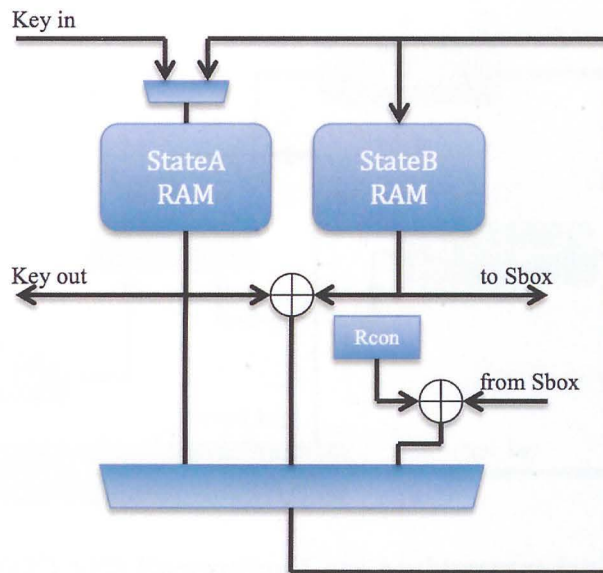 Key in
StateA
RAM
StateB
RAM
Key out
to Sbox
Rcon
from Sbox